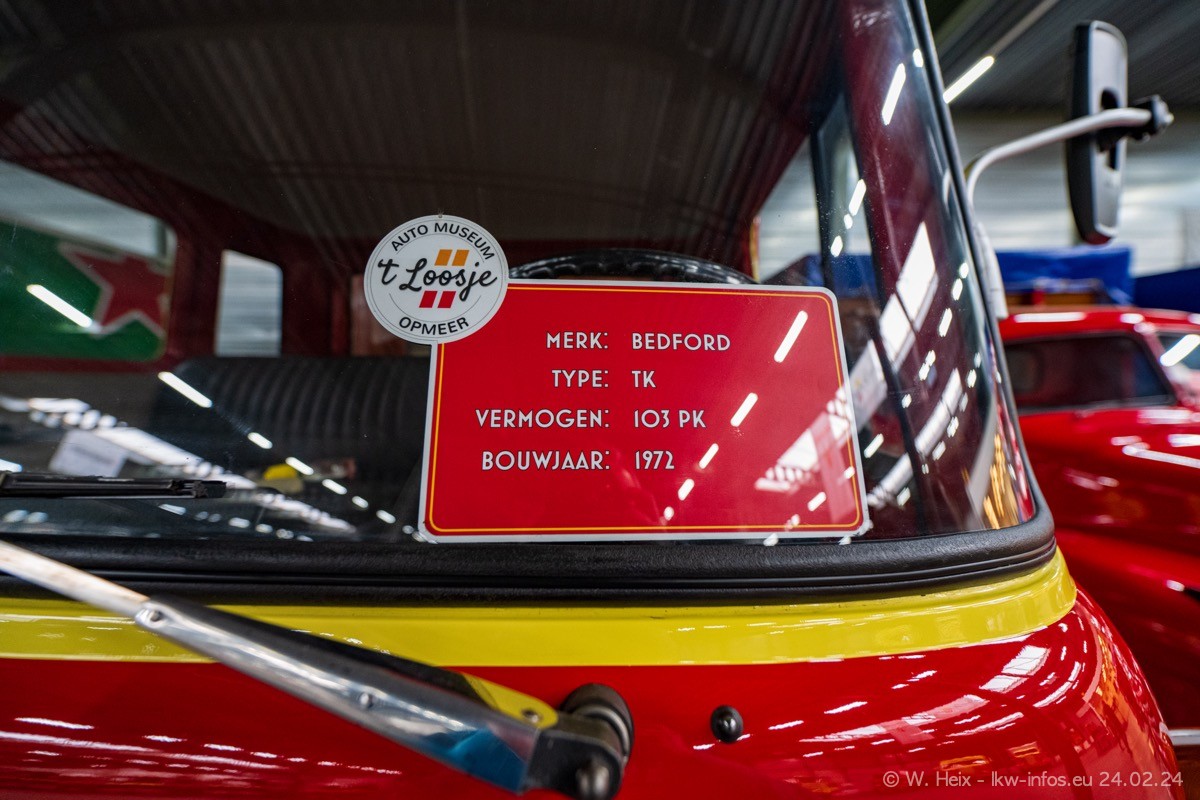 AUTO MUSEUM
't Loosje
OPMEER
MERK: BEDFORD
TYPE: TK
VERMOGEN: 103 PK
BOUWJAAR: 1972
© W. Heix - lkw-infos.eu 24.02.24